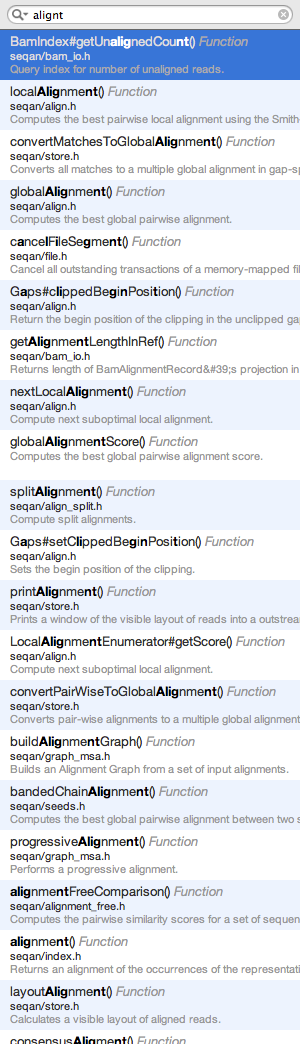 alignt
BamIndex#getUnalignedCount() Function
seqan/bam_io.h
Query index for number of unaligned reads.
localAlignment() Function
seqan/align.h
Computes the best pairwise local alignment using the Smith-
convertMatchesToGlobalAlignment() Function
seqan/store.h
Converts all matches to a multiple global alignment in gap-sp
globalAlignment() Function
seqan/align.h
Computes the best global pairwise alignment.
cancelFileSegment() Function
seqan/file.h
Cancel all outstanding transactions of a memory-mapped fil
Gaps#clippedBeginPosition() Function
seqan/align.h
Return the begin position of the clipping in the unclipped ga
getAlignmentLengthInRef() Function
seqan/bam_io.h
Returns length of BamAlignmentRecord&#39;s projection in
nextLocalAlignment() Function
seqan/align.h
Compute next suboptimal local alignment.
globalAlignmentScore() Function
Computes the best global pairwise alignment score.
splitAlignment() Function
seqan/align_split.h
Compute split alignments.
Gaps#setClippedBeginPosition() Function
seqan/align.h
Sets the begin position of the clipping.
printAlignment() Function
seqan/store.h
Prints a window of the visible layout of reads into a outstrea
LocalAlignmentEnumerator#getScore() Function
seqan/align.h
Compute next suboptimal local alignment.
convertPairWiseToGlobalAlignment() Function
seqan/store.h
Converts pair-wise alignments to a multiple global alignment
buildAlignmentGraph() Function
seqan/graph_msa.h
Builds an Alignment Graph from a set of input alignments.
bandedChainAlignment() Function
seqan/seeds.h
Computes the best global pairwise alignment between two s
progressiveAlignment() Function
seqan/graph_msa.h
Performs a progressive alignment.
alignmentFreeComparison() Function
seqan/alignment_free.h
Computes the pairwise similarity scores for a set of sequen
alignment() Function
seqan/index.h
Returns an alignment of the occurrences of the representati
layoutAlignment() Function
seqan/store.h
Calculates a visible layout of aligned reads.
consensusAlignment() Function